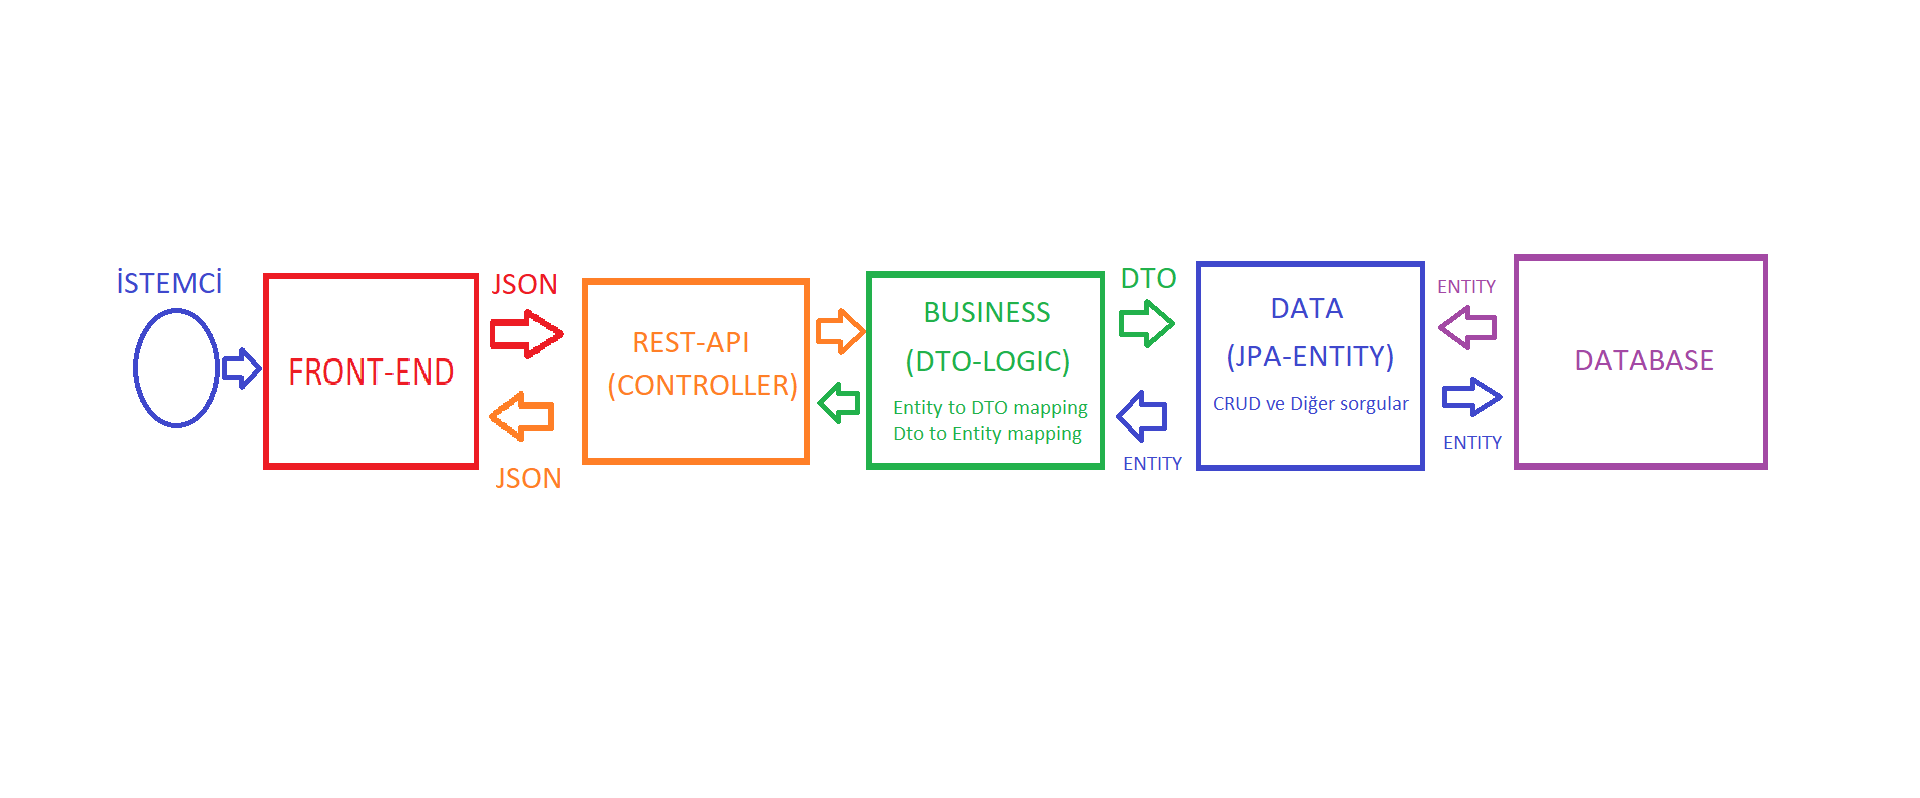 İSTEMCİ
FRONT-END
JSON
JSON
REST-API
(CONTROLLER)
BUSINESS
(DTO-LOGIC)
Entity to DTO mapping
Dto to Entity mapping
DTO
ENTITY
DATA
(JPA-ENTITY)
CRUD ve Diğer sorgular
ENTITY
ENTITY
DATABASE